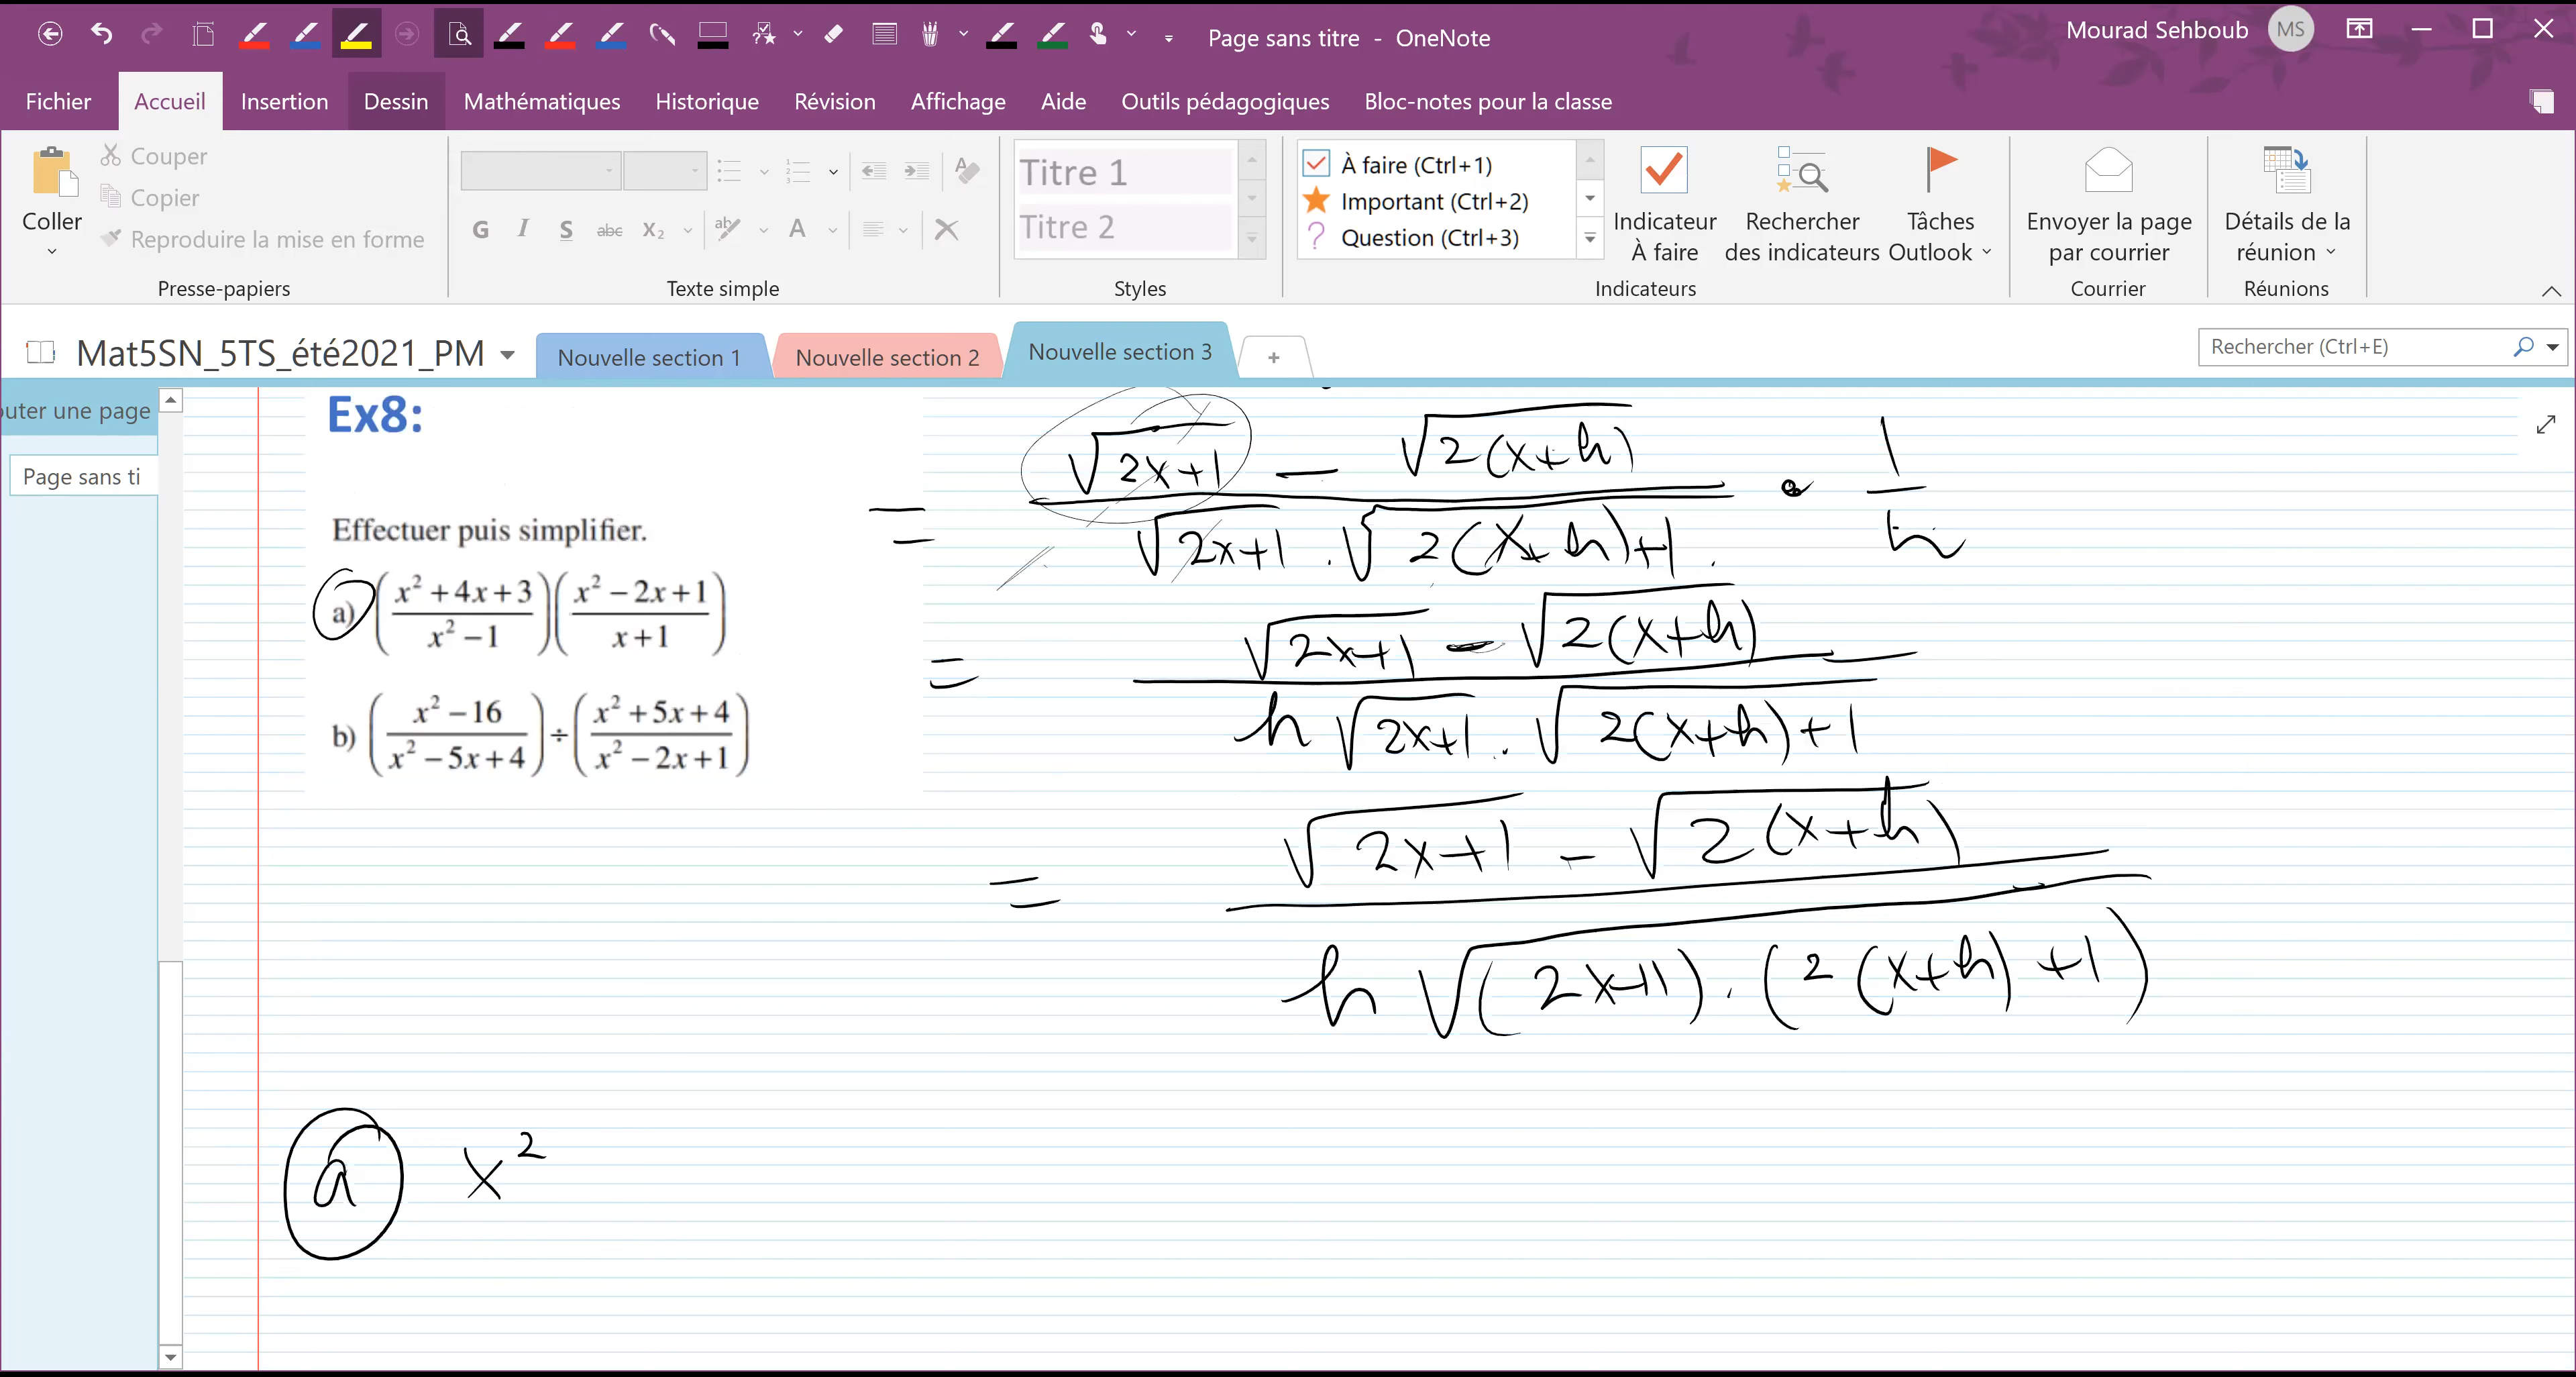 Page sans titre - OneNote
Mourad Sehboub MS
Fichier Accueil Insertion Dessin Mathématiques Historique Révision Affichage Aide Outils pédagogiques Bloc-notes pour la classe
Coller
Couper
Copier
Reproduire la mise en forme
Presse-papiers
G I S abc X₂ A
Texte simple
Titre 1
Titre 2
Styles
À faire (Ctrl+1)
Important (Ctrl+2)
Question (Ctrl+3)
Indicateur
À faire
Rechercher
des indicateurs
Tâches
Outlook
Indicateurs
Envoyer la page
par courrier
Courrier
Détails de la
réunion
Réunions
Mat5SN_5TS_été2021_PM Nouvelle section 1 Nouvelle section 2 Nouvelle section 3 +
Rechercher (Ctrl+E)
outer une page
Page sans ti
Ex8:
Effectuer puis simplifier.
a) ((x² + 4x + 3)/(x² − 1))((x² − 2x + 1)/(x + 1))
b) ((x² − 16)/(x² − 5x + 4)) ÷ ((x² + 5x + 4)/(x² − 2x + 1))
= (√(2x+1) − √(2(x+h)))/(√(2x+1) · √(2(x+h)+1)) · 1/h
= (√(2x+1) − √(2(x+h)))/(h√(2x+1) · √(2(x+h)+1))
= (√(2x+1) − √(2(x+h)))/(h√((2x+1) · (2(x+h)+1)))
a x²